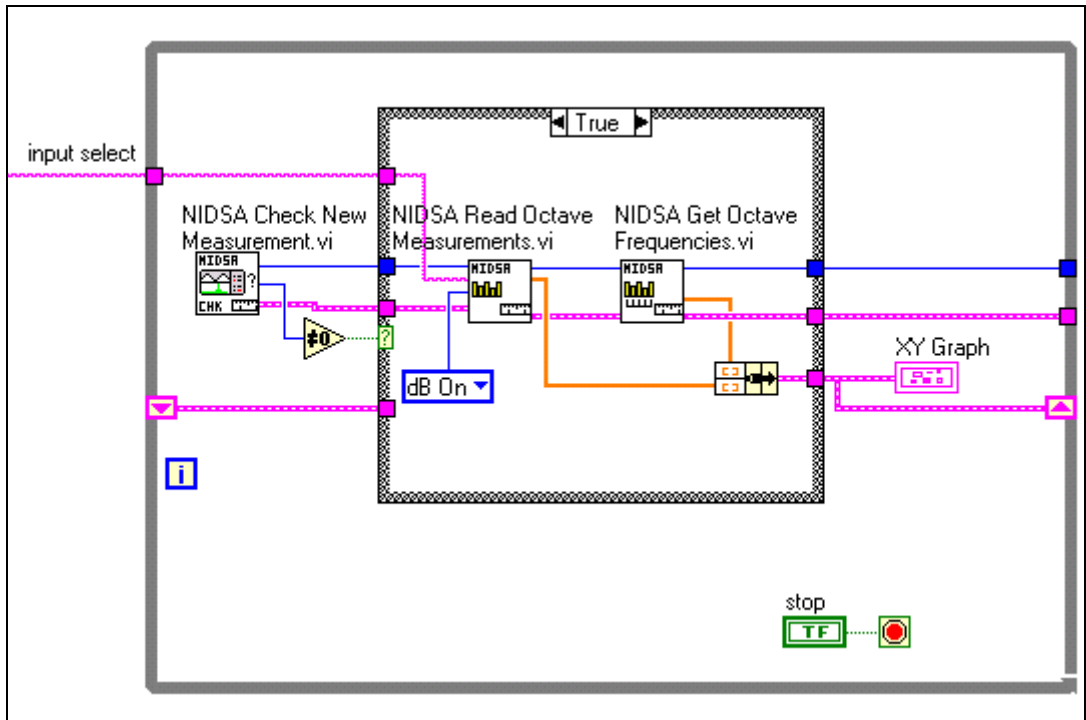 True
input select
NIDSA Check New
Measurement.vi
NIDSA Read Octave
Measurements.vi
NIDSA Get Octave
Frequencies.vi
NIDSA
?
CHK
NIDSA
NIDSA
≠0
?
dB On
XY Graph
i
stop
TF